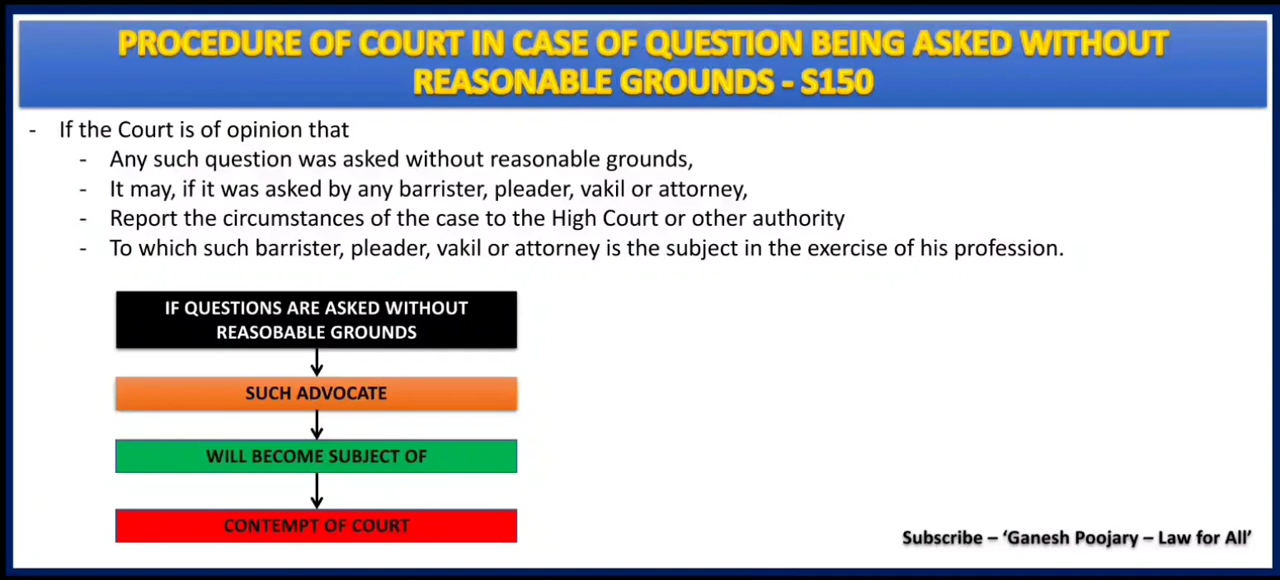 PROCEDURE OF COURT IN CASE OF QUESTION BEING ASKED WITHOUT
REASONABLE GROUNDS - S150
- If the Court is of opinion that
- Any such question was asked without reasonable grounds,
- It may, if it was asked by any barrister, pleader, vakil or attorney,
- Report the circumstances of the case to the High Court or other authority
- To which such barrister, pleader, vakil or attorney is the subject in the exercise of his profession.
IF QUESTIONS ARE ASKED WITHOUT
REASOBABLE GROUNDS
SUCH ADVOCATE
WILL BECOME SUBJECT OF
CONTEMPT OF COURT
Subscribe – ‘Ganesh Poojary – Law for All’